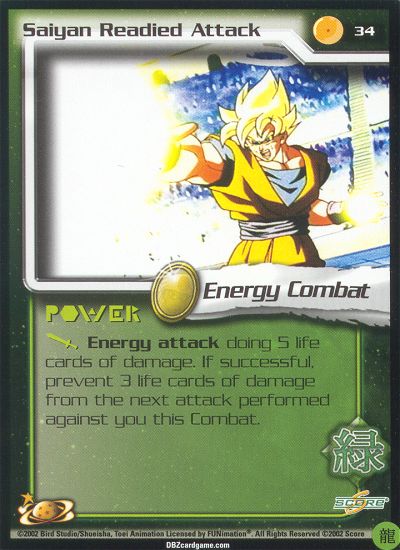 Saiyan Readied Attack 34
Energy Combat
POWER
Energy attack doing 5 life
cards of damage. If successful,
prevent 3 life cards of damage
from the next attack performed
against you this Combat.
緑
SCORE
龍
©2002 Bird Studio/Shueisha, Toei Animation Licensed by FUNimation®. All Rights Reserved ©2002 Score
DBZcardgame.com